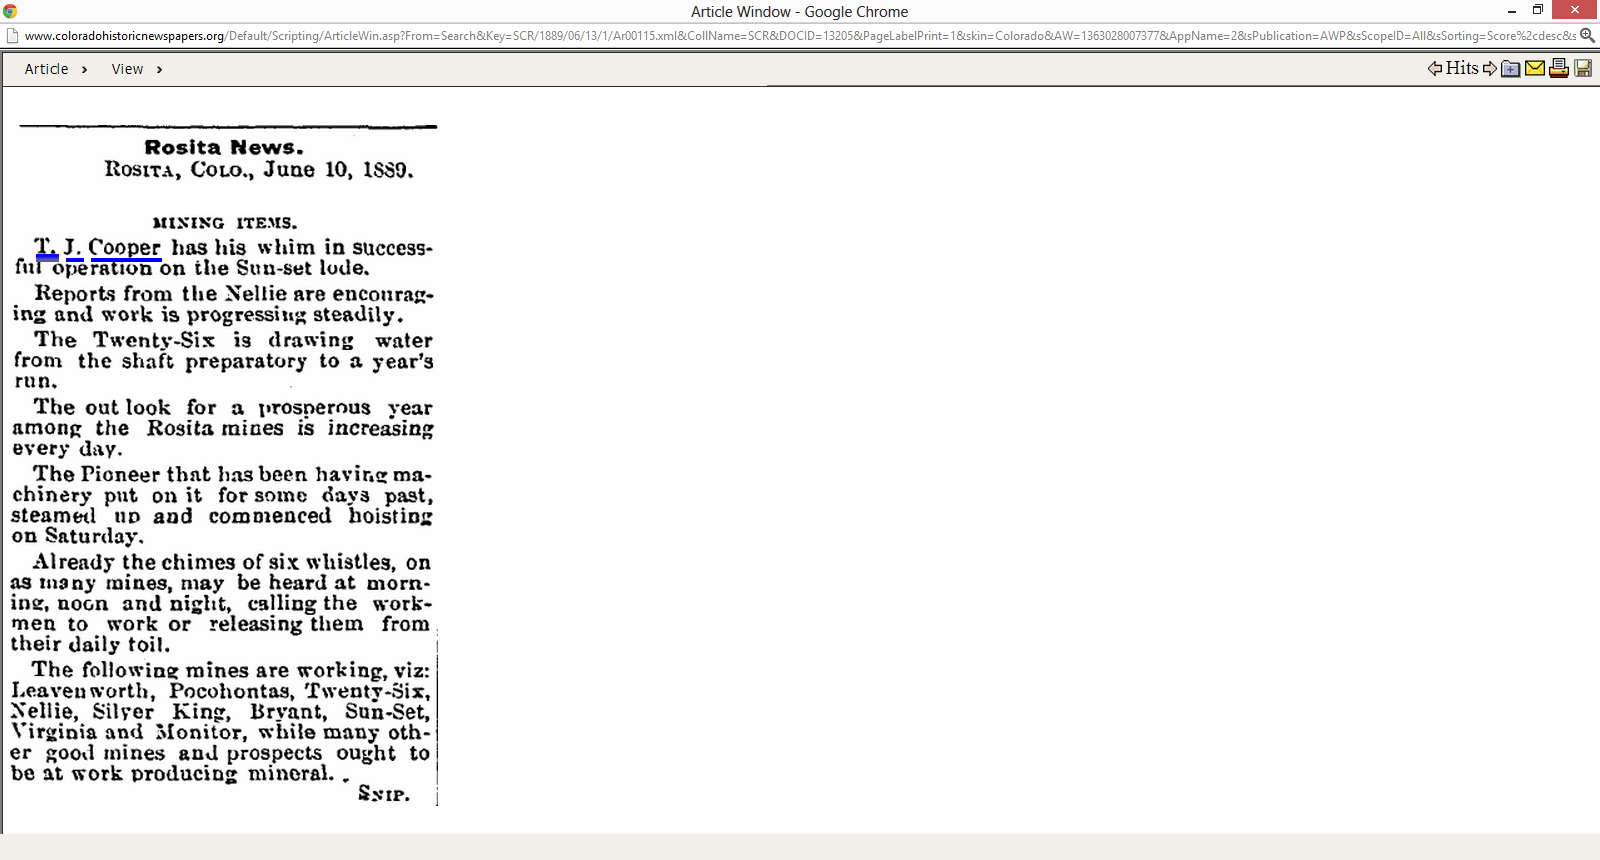 Article Window - Google Chrome
www.coloradohistoricnewspapers.org/Default/Scripting/ArticleWin.asp?From=Search&Key=SCR/1889/06/13/1/Ar00115.xml&CollName=SCR&DOCID=13205&PageLabelPrint=1&skin=Colorado&AW=1363028007377&AppName=2&sPublication=AWP&sScopeID=All&sSorting=Score%2cdesc&s
Article › View ›
Hits
Rosita News.
ROSITA, COLO., June 10, 1889.
MINING ITEMS.
T. J. Cooper has his whim in success-
ful operation on the Sun-set lode.
Reports from the Nellie are encourag-
ing and work is progressing steadily.
The Twenty-Six is drawing water
from the shaft preparatory to a year's
run.
The out look for a prosperous year
among the Rosita mines is increasing
every day.
The Pioneer that has been having ma-
chinery put on it for some days past,
steamed up and commenced hoisting
on Saturday.
Already the chimes of six whistles, on
as many mines, may be heard at morn-
ing, noon and night, calling the work-
men to work or releasing them from
their daily toil.
The following mines are working, viz:
Leavenworth, Pocohontas, Twenty-Six,
Nellie, Silver King, Bryant, Sun-Set,
Virginia and Monitor, while many oth-
er good mines and prospects ought to
be at work producing mineral.
SNIP.